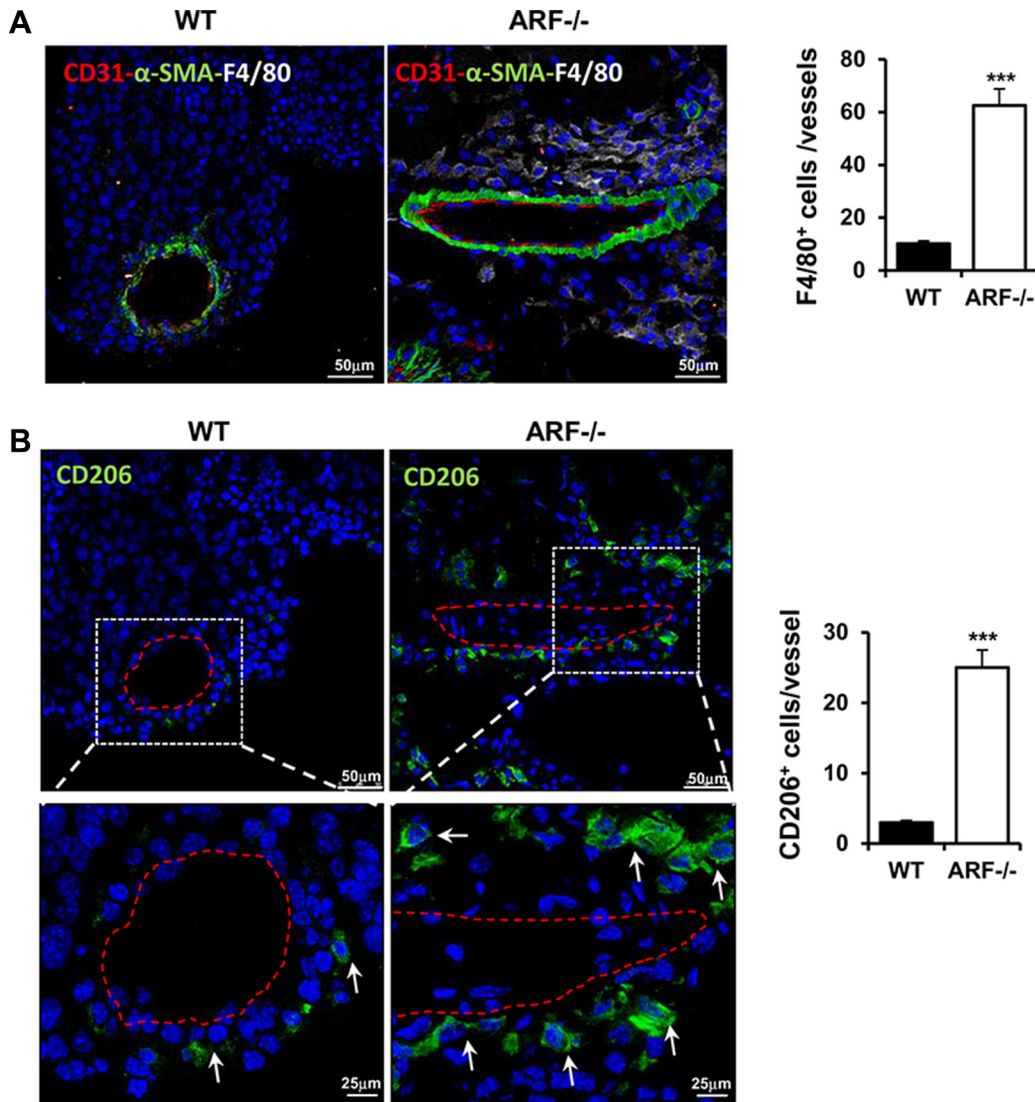 A
WT
ARF-/-
CD31-α-SMA-F4/80
CD31-α-SMA-F4/80
50µm
50µm
F4/80⁺ cells /vessels
80
60
40
20
0
***
WT
ARF-/-
B
WT
ARF-/-
CD206
CD206
50µm
50µm
25µm
25µm
CD206⁺ cells/vessel
30
20
10
0
***
WT
ARF-/-